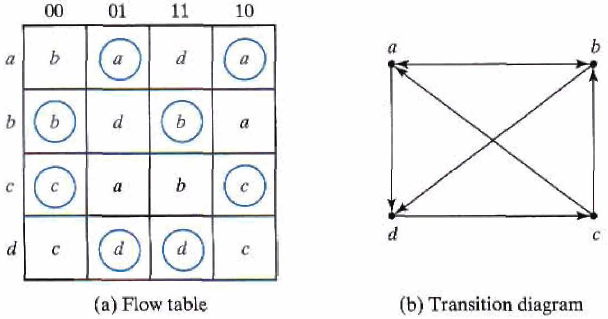 00 01 11 10
a b a d a
b b d b a
c c a b c
d c d d c
(a) Flow table
a b
d c
(b) Transition diagram